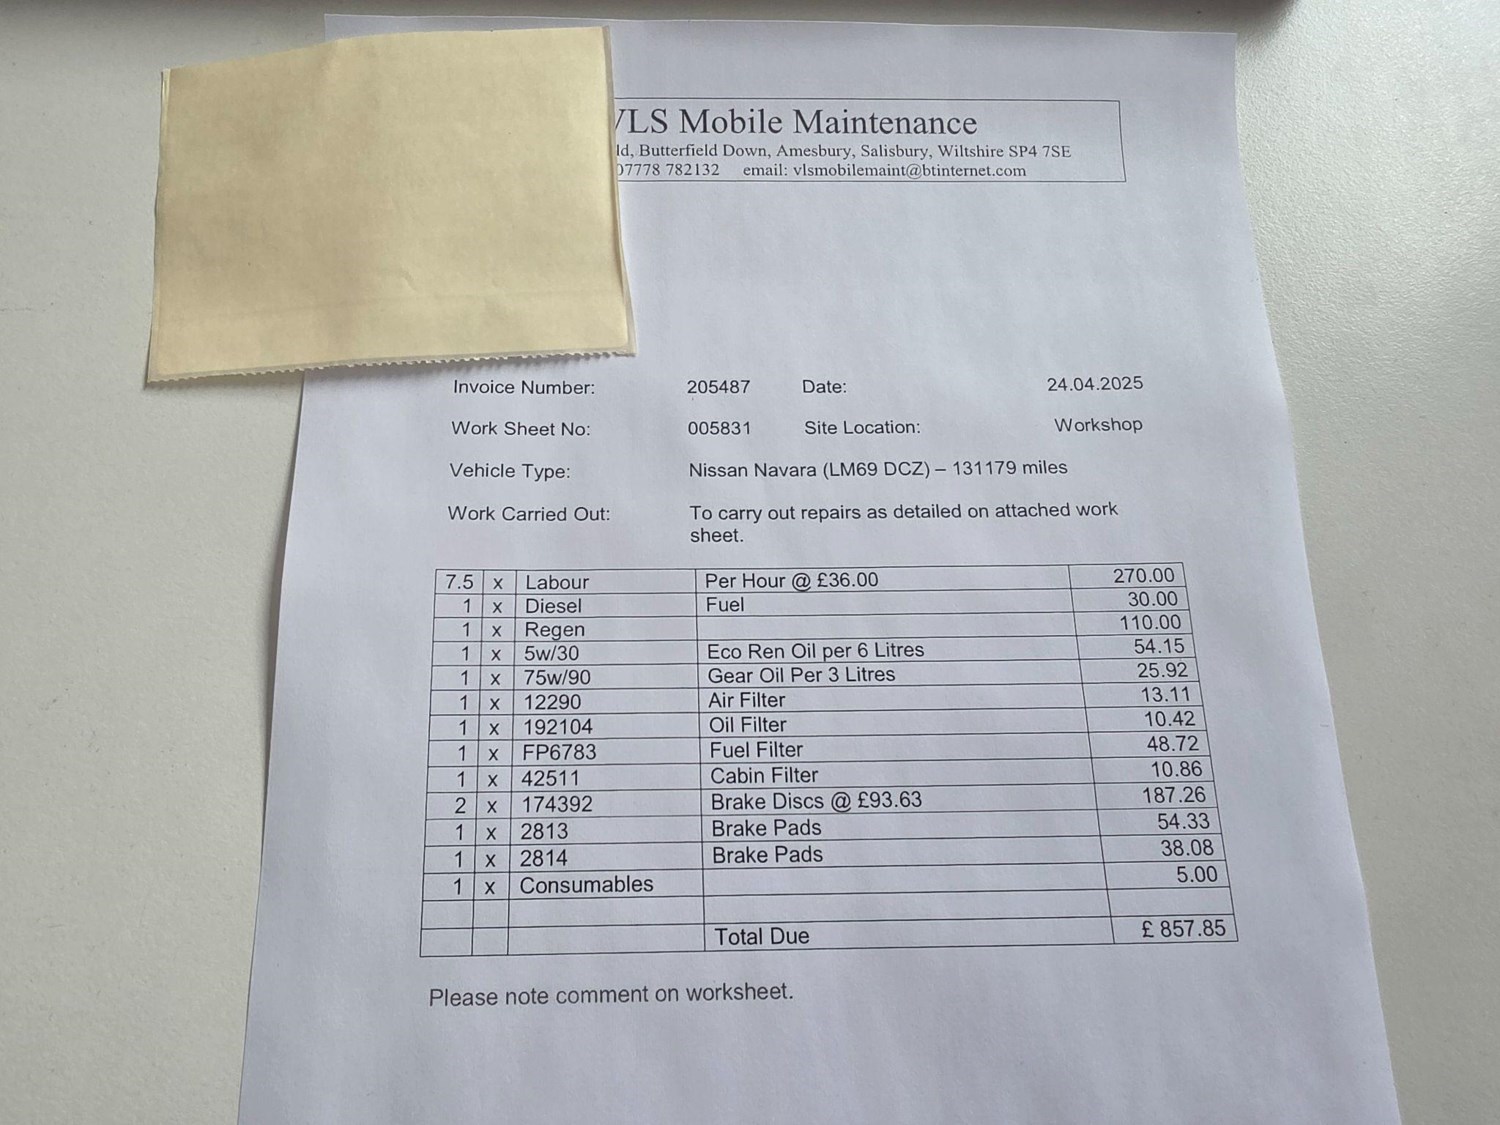 VLS Mobile Maintenance
Butterfield Down, Amesbury, Salisbury, Wiltshire SP4 7SE
07778 782132 email: vlsmobilemaint@btinternet.com
Invoice Number: 205487 Date: 24.04.2025
Work Sheet No: 005831 Site Location: Workshop
Vehicle Type: Nissan Navara (LM69 DCZ) – 131179 miles
Work Carried Out: To carry out repairs as detailed on attached work
sheet.
7.5 x Labour Per Hour @ £36.00 270.00
1 x Diesel Fuel 30.00
1 x Regen 110.00
1 x 5w/30 Eco Ren Oil per 6 Litres 54.15
1 x 75w/90 Gear Oil Per 3 Litres 25.92
1 x 12290 Air Filter 13.11
1 x 192104 Oil Filter 10.42
1 x FP6783 Fuel Filter 48.72
1 x 42511 Cabin Filter 10.86
2 x 174392 Brake Discs @ £93.63 187.26
1 x 2813 Brake Pads 54.33
1 x 2814 Brake Pads 38.08
1 x Consumables 5.00
Total Due £ 857.85
Please note comment on worksheet.